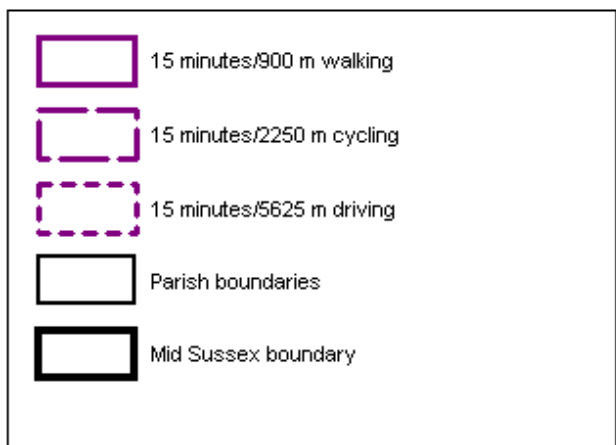 15 minutes/900 m walking
15 minutes/2250 m cycling
15 minutes/5625 m driving
Parish boundaries
Mid Sussex boundary